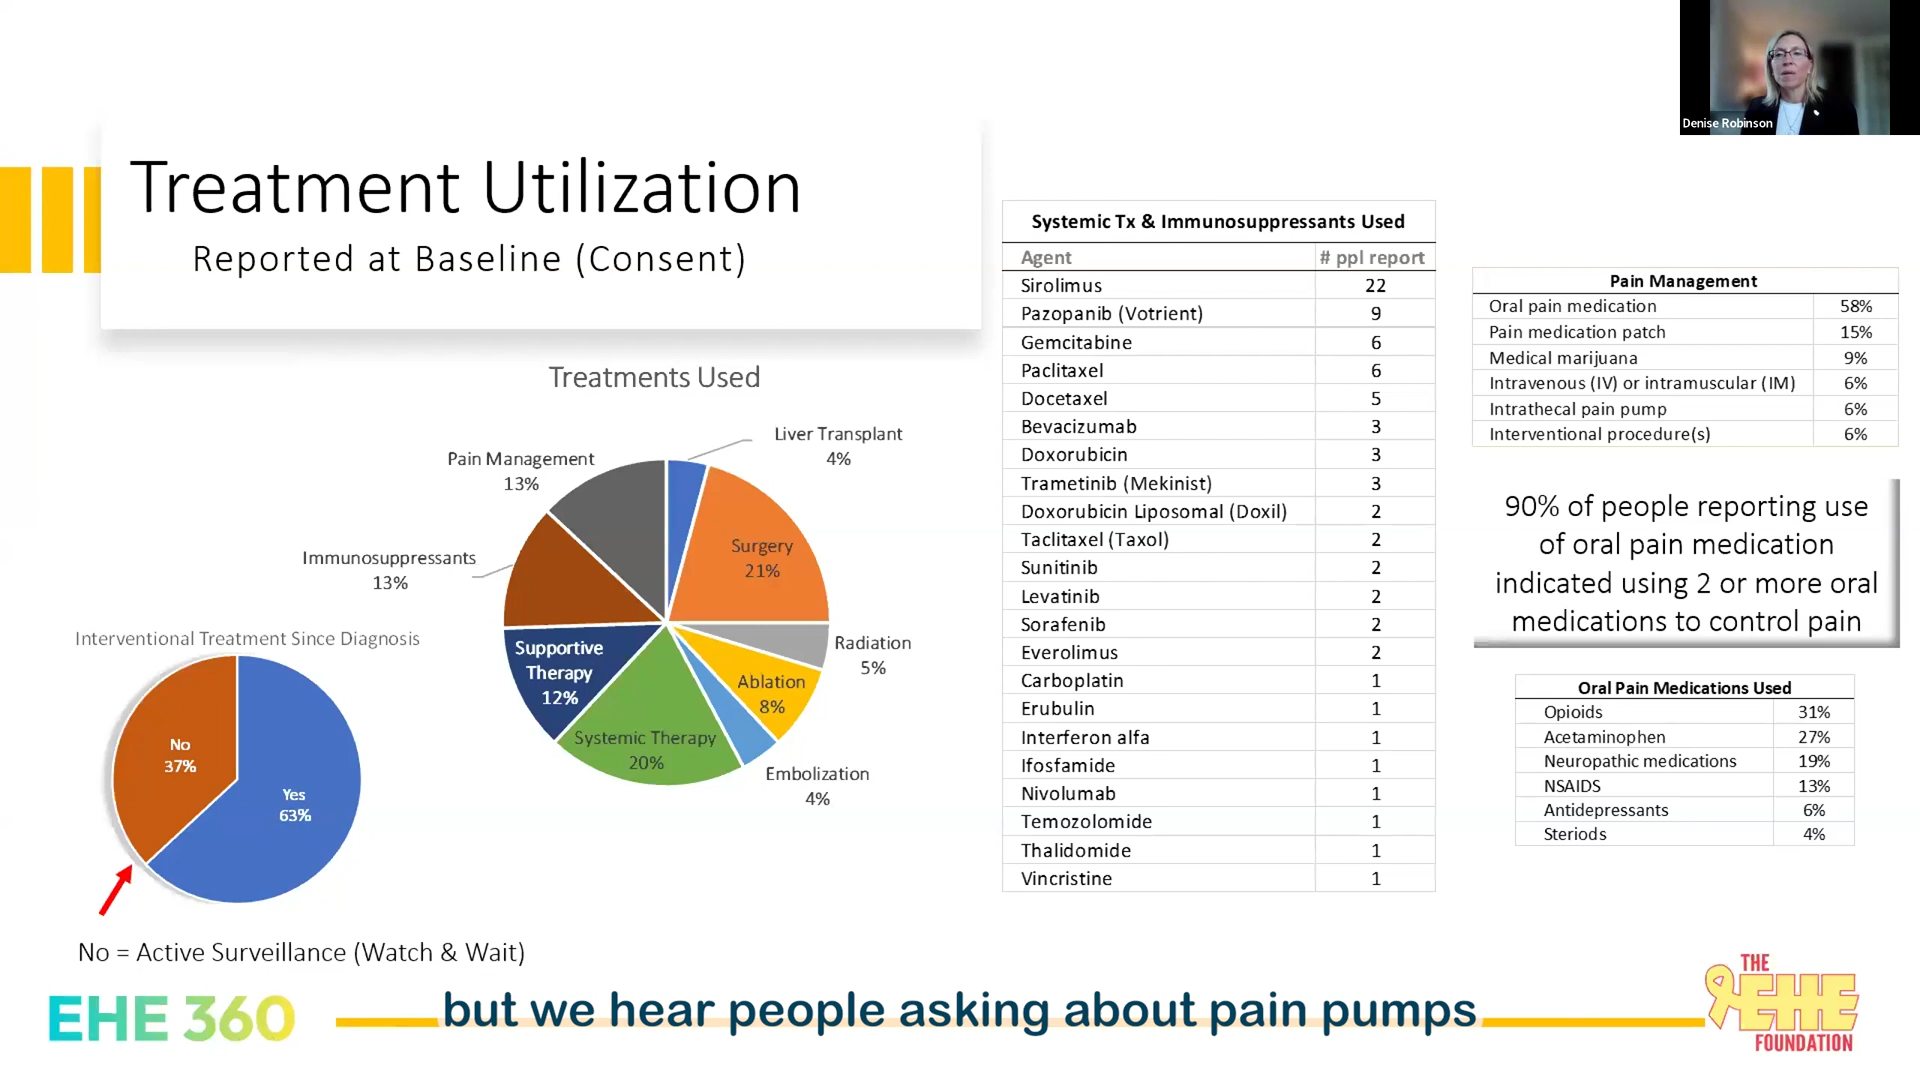 Denise Robinson
Treatment Utilization
Reported at Baseline (Consent)
Treatments Used
Liver Transplant
4%
Pain Management
13%
Surgery
21%
Immunosuppressants
13%
Radiation
5%
Supportive
Therapy
12%
Ablation
8%
Systemic Therapy
20%
Embolization
4%
Interventional Treatment Since Diagnosis
No
37%
Yes
63%
No = Active Surveillance (Watch & Wait)
Systemic Tx & Immunosuppressants Used
Agent # ppl report
Sirolimus 22
Pazopanib (Votrient) 9
Gemcitabine 6
Paclitaxel 6
Docetaxel 5
Bevacizumab 3
Doxorubicin 3
Trametinib (Mekinist) 3
Doxorubicin Liposomal (Doxil) 2
Taclitaxel (Taxol) 2
Sunitinib 2
Levatinib 2
Sorafenib 2
Everolimus 2
Carboplatin 1
Erubulin 1
Interferon alfa 1
Ifosfamide 1
Nivolumab 1
Temozolomide 1
Thalidomide 1
Vincristine 1
Pain Management
Oral pain medication 58%
Pain medication patch 15%
Medical marijuana 9%
Intravenous (IV) or intramuscular (IM) 6%
Intrathecal pain pump 6%
Interventional procedure(s) 6%
90% of people reporting use
of oral pain medication
indicated using 2 or more oral
medications to control pain
Oral Pain Medications Used
Opioids 31%
Acetaminophen 27%
Neuropathic medications 19%
NSAIDS 13%
Antidepressants 6%
Steriods 4%
EHE 360
but we hear people asking about pain pumps
THE
EHE
FOUNDATION